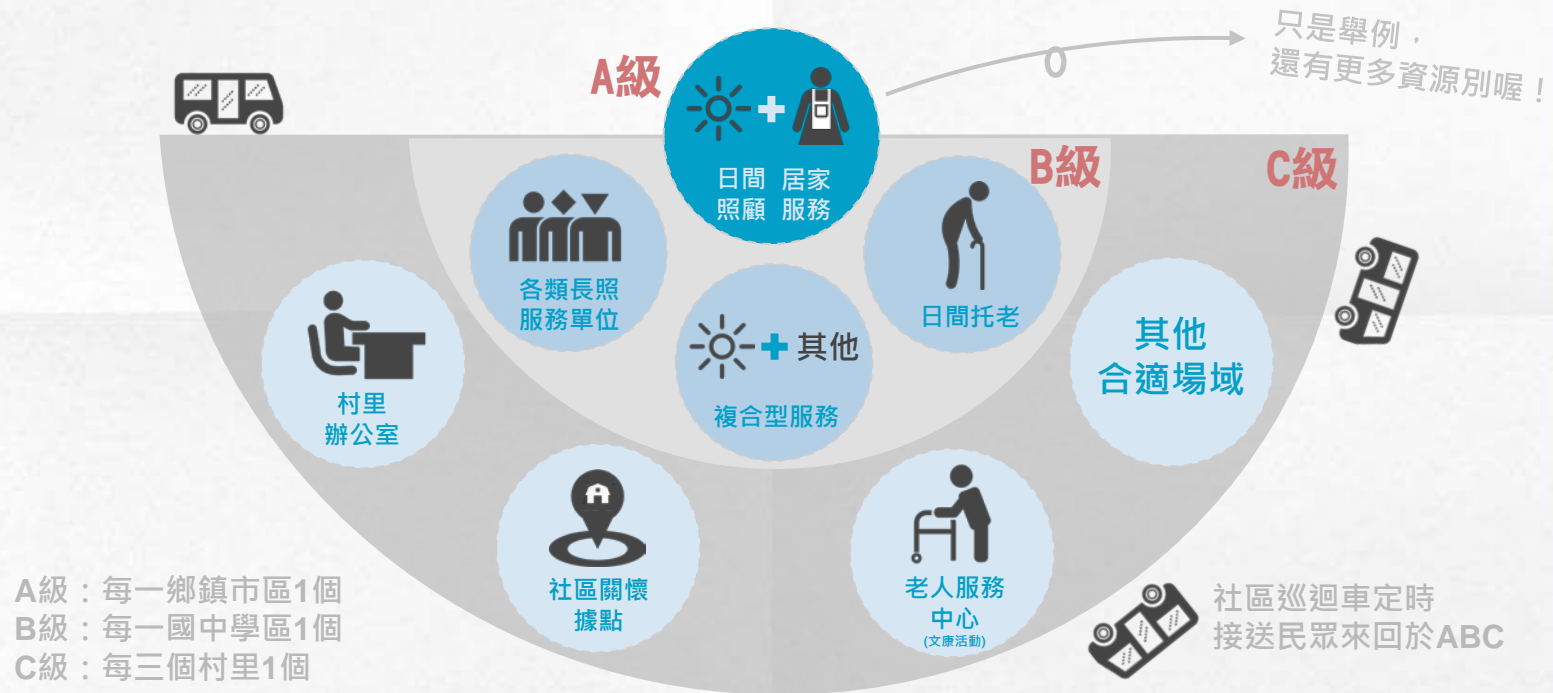 只是舉例，
還有更多資源別喔！
A級
日間 居家
照顧 服務
B級
C級
各類長照
服務單位
其他
複合型服務
日間托老
村里
辦公室
其他
合適場域
社區關懷
據點
老人服務
中心
(文康活動)
A級：每一鄉鎮市區1個
B級：每一國中學區1個
C級：每三個村里1個
社區巡迴車定時
接送民眾來回於ABC